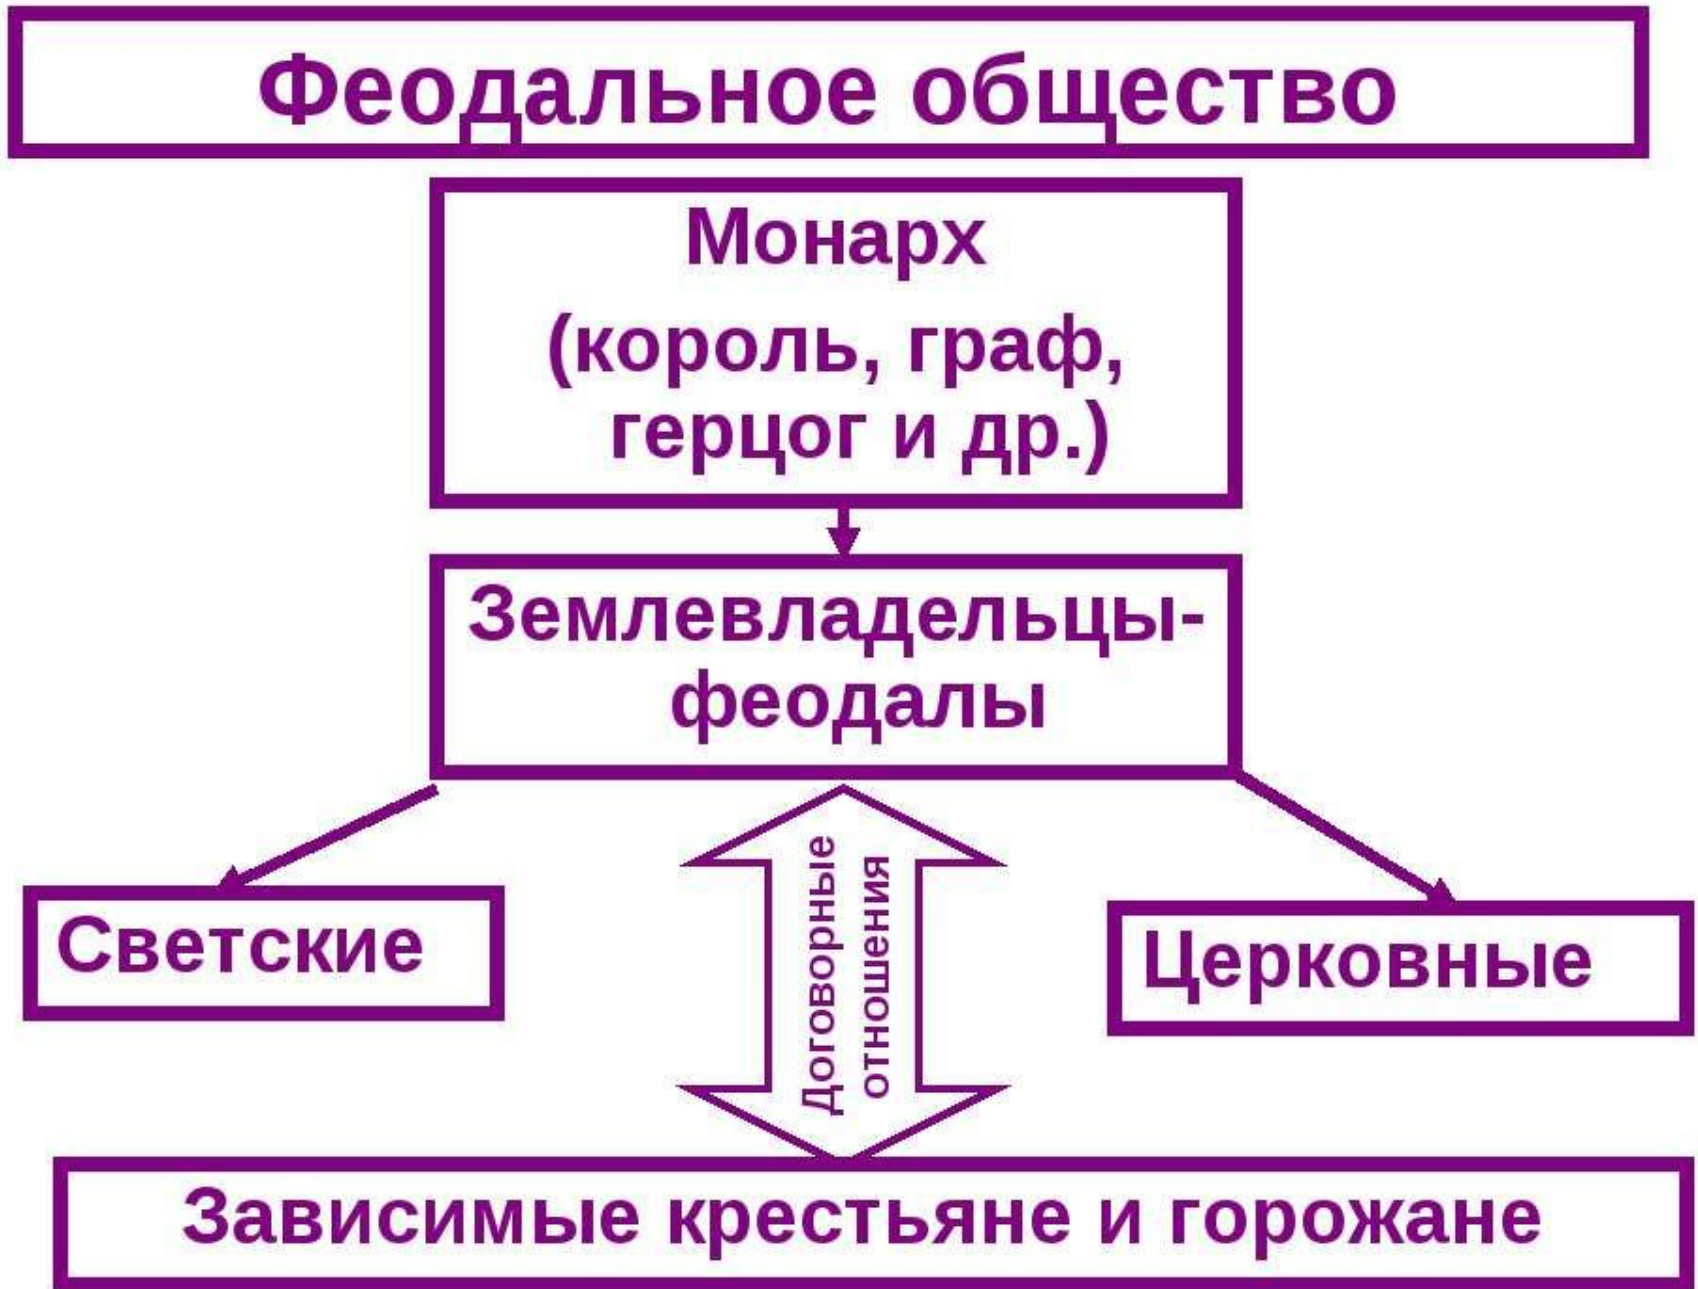 Феодальное общество
Монарх
(король, граф,
герцог и др.)
Землевладельцы-
феодалы
Светские
Договорные
отношения
Церковные
Зависимые крестьяне и горожане